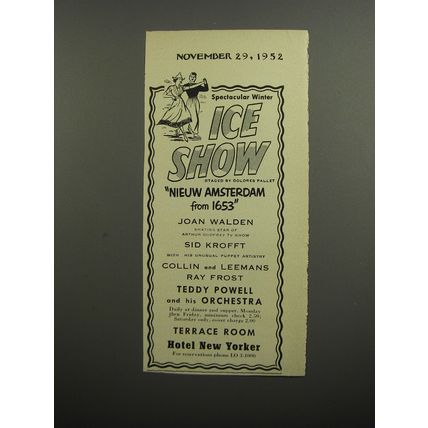 NOVEMBER 29, 1952
Spectacular Winter
ICE
SHOW
STAGED BY DOLORES PALLET
"NIEUW AMSTERDAM
from 1653"
JOAN WALDEN
SKATING STAR OF
ARTHUR GODFREY TV SHOW
SID KROFFT
WITH HIS UNUSUAL PUPPET ARTISTRY
COLLIN and LEEMANS
RAY FROST
TEDDY POWELL
and his ORCHESTRA
Daily at dinner and supper. Monday
thru Friday, minimum check 2.50.
Saturday only, cover charge 2.00
TERRACE ROOM
Hotel New Yorker
For reservations phone LO 3-1000